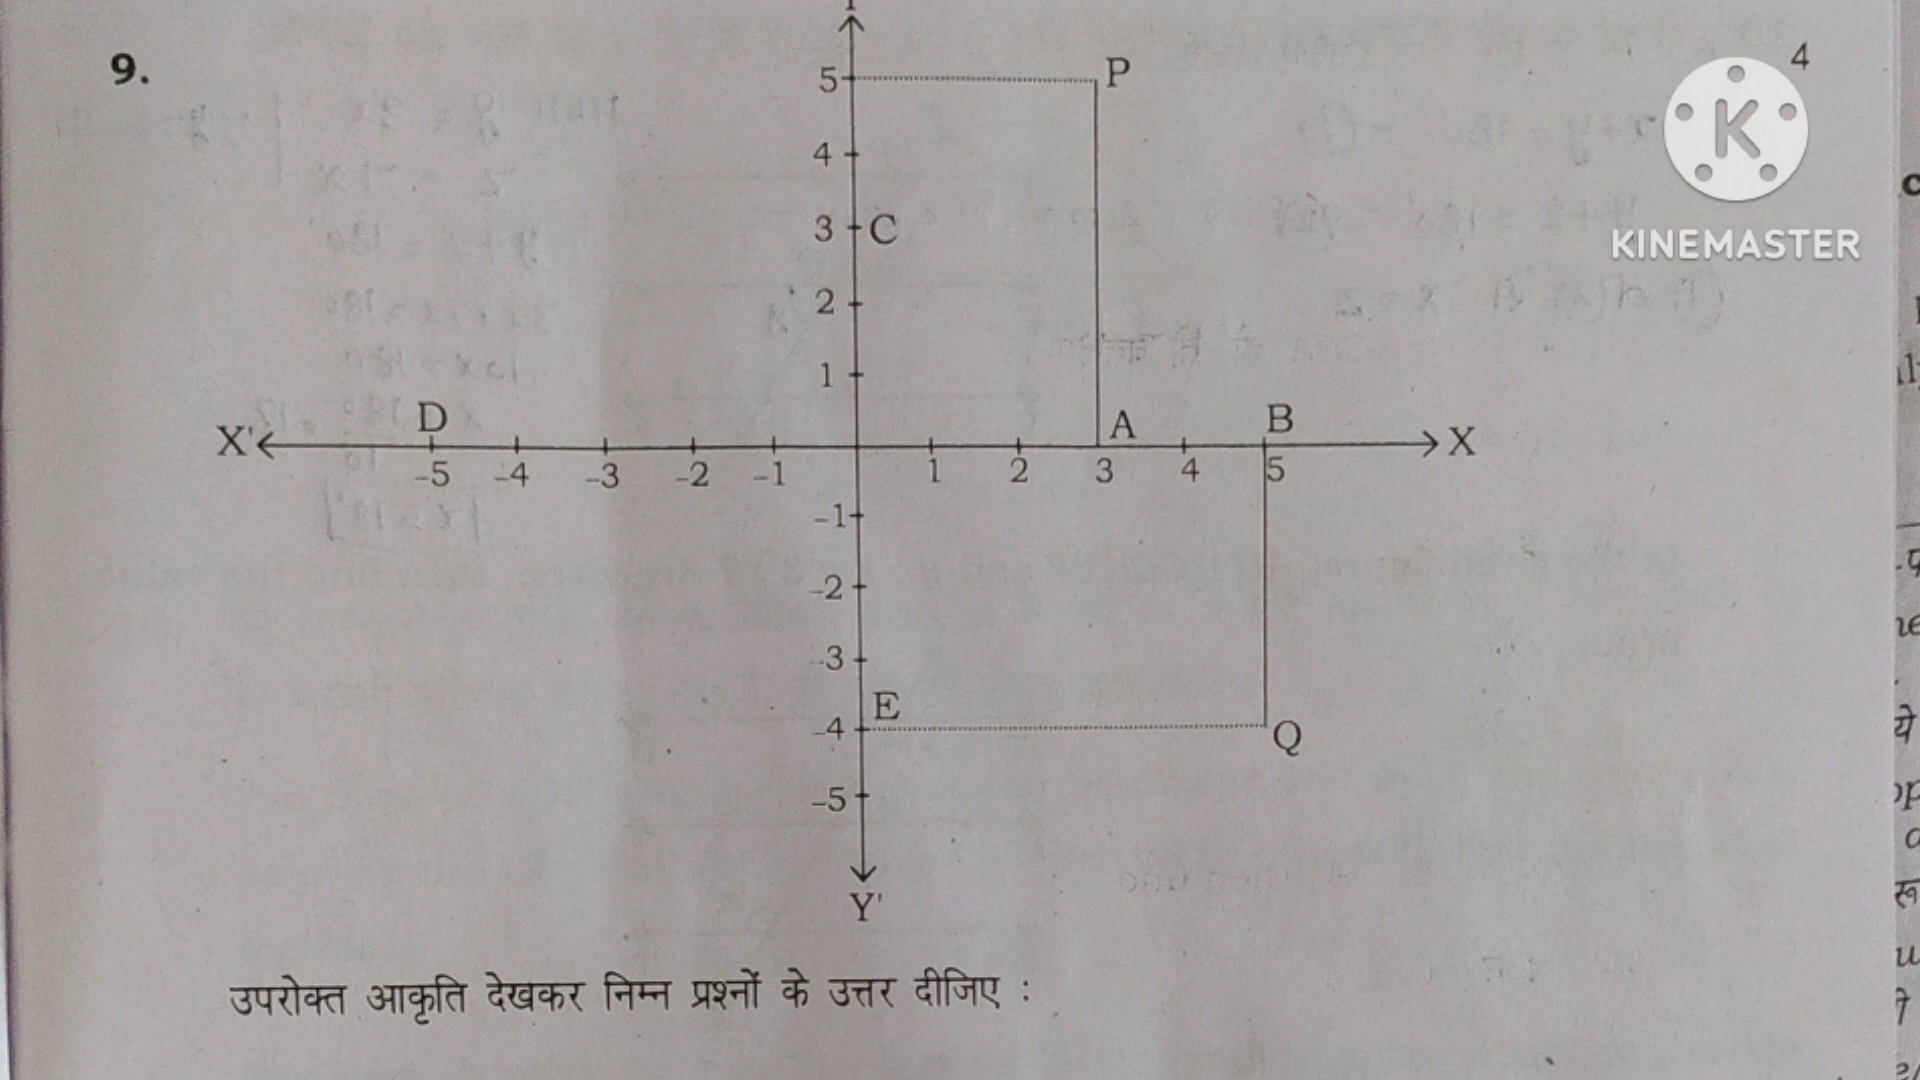 9.
4
KINEMASTER
5
P
4
3 C
2
1
D
A
B
X'
X
-5 -4 -3 -2 -1 1 2 3 4 5
-1
-2
-3
E
-4
Q
-5
Y'
उपरोक्त आकृति देखकर निम्न प्रश्नों के उत्तर दीजिए :